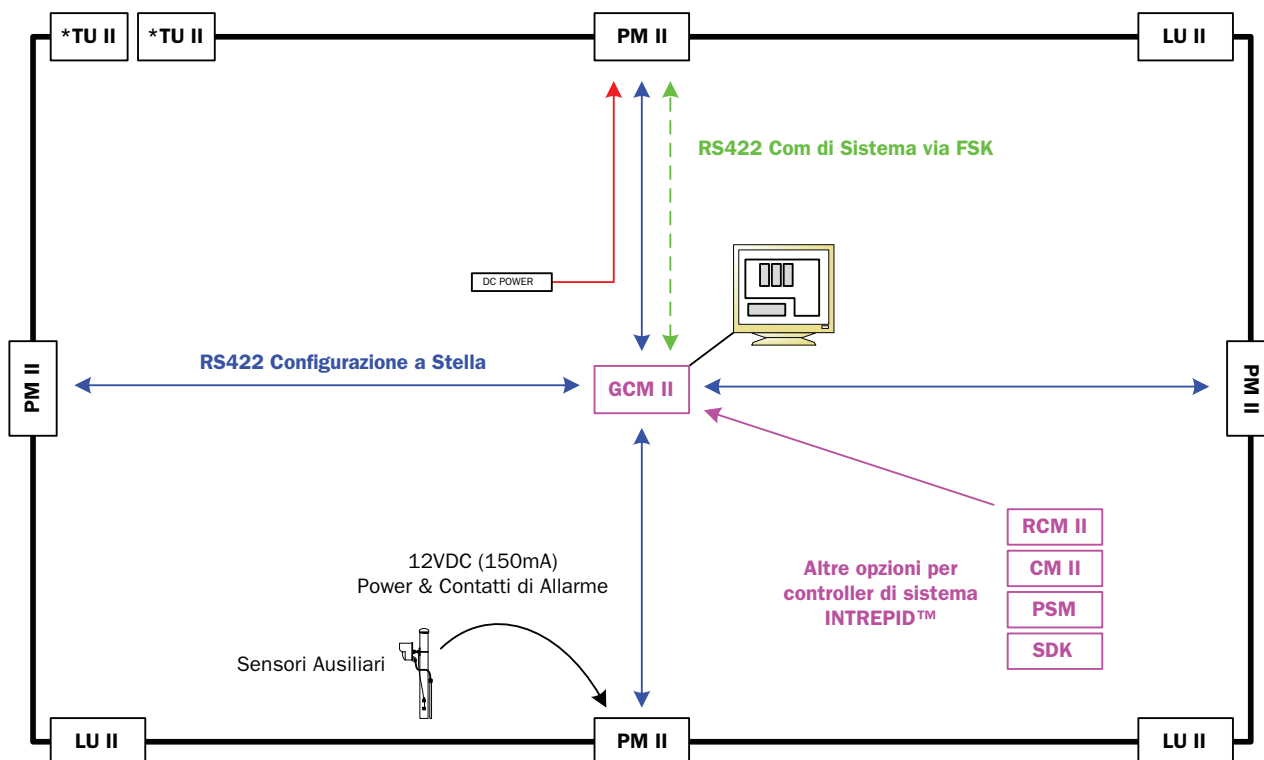 *TU II
*TU II
PM II
LU II
RS422 Com di Sistema via FSK
DC POWER
PM II
RS422 Configurazione a Stella
GCM II
PM II
RCM II
CM II
PSM
SDK
Altre opzioni per
controller di sistema
INTREPID™
12VDC (150mA)
Power & Contatti di Allarme
Sensori Ausiliari
LU II
PM II
LU II